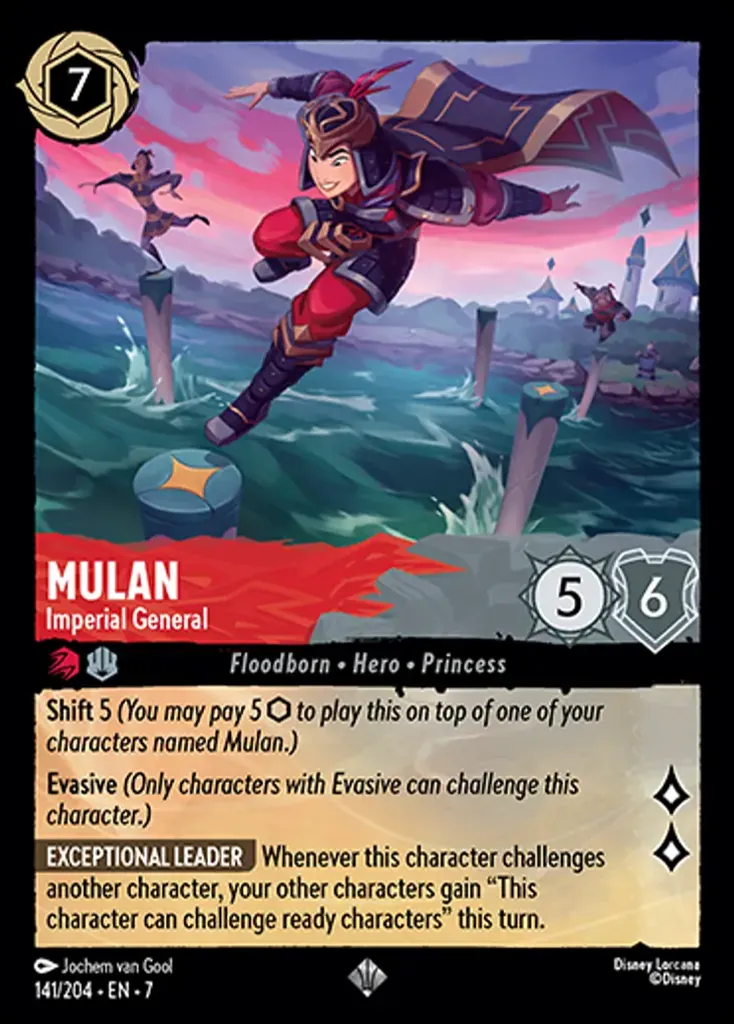 7
MULAN
Imperial General
5
6
Floodborn • Hero • Princess
Shift 5 (You may pay 5 ⬡ to play this on top of one of your
characters named Mulan.)
Evasive (Only characters with Evasive can challenge this
character.)
EXCEPTIONAL LEADER Whenever this character challenges
another character, your other characters gain “This
character can challenge ready characters” this turn.
Jochem van Gool
141/204 • EN • 7
Disney Lorcana
©Disney